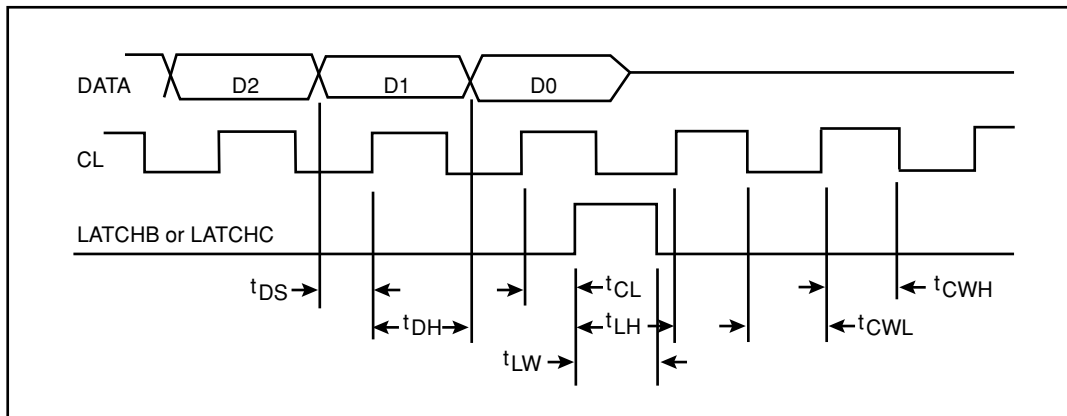 DATA D2 D1 D0
CL
LATCHB or LATCHC
tDS tCL tCWH
tDH tLH tCWL
tLW